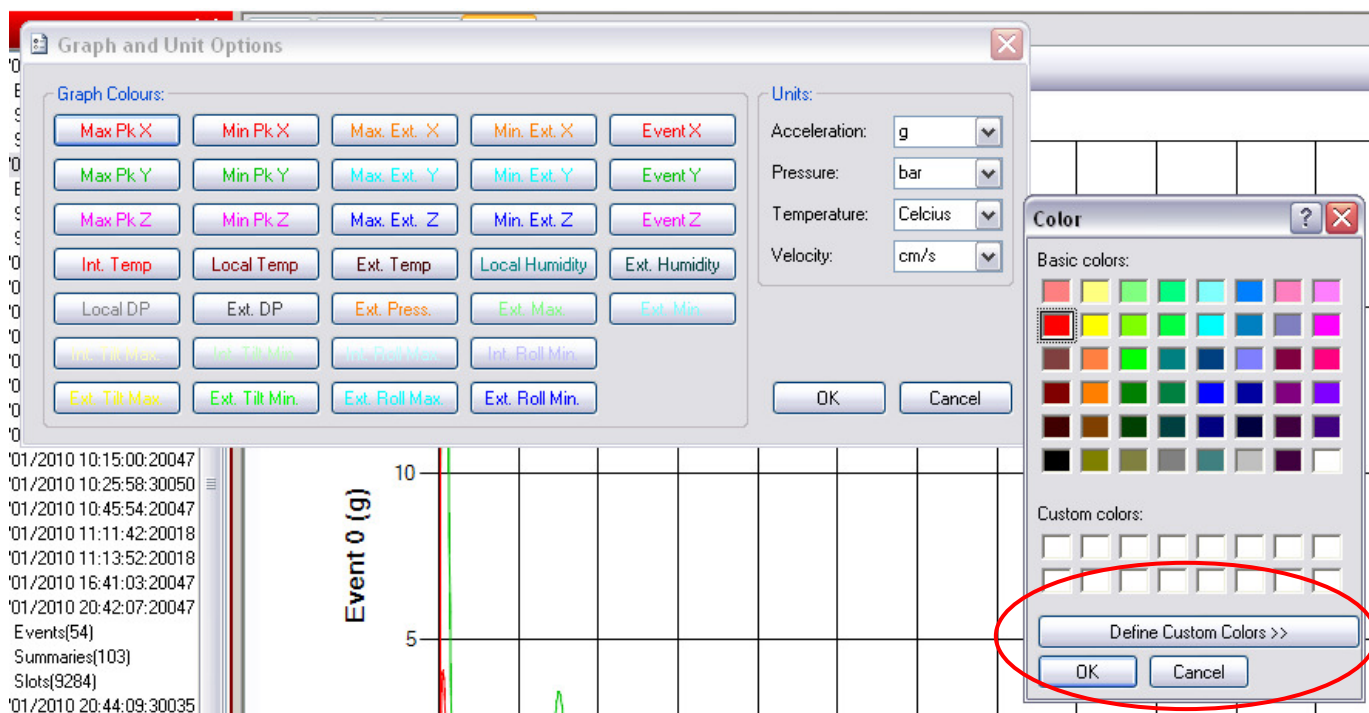 Graph and Unit Options
Graph Colours:
Max Pk X Min Pk X Max. Ext. X Min. Ext. X Event X
Max Pk Y Min Pk Y Max. Ext. Y Min. Ext. Y Event Y
Max Pk Z Min Pk Z Max. Ext. Z Min. Ext. Z Event Z
Int. Temp Local Temp Ext. Temp Local Humidity Ext. Humidity
Local DP Ext. DP Ext. Press. Ext. Max. Ext. Min.
Int. Tilt Max. Int. Tilt Min. Int. Roll Max. Int. Roll Min.
Ext. Tilt Max. Ext. Tilt Min. Ext. Roll Max. Ext. Roll Min.
Units:
Acceleration: g
Pressure: bar
Temperature: Celcius
Velocity: cm/s
OK Cancel
Color
?
Basic colors:
Custom colors:
Define Custom Colors >>
OK Cancel
'01/2010 10:15:00:20047
'01/2010 10:25:58:30050
'01/2010 10:45:54:20047
'01/2010 11:11:42:20018
'01/2010 11:13:52:20018
'01/2010 16:41:03:20047
'01/2010 20:42:07:20047
Events(54)
Summaries(103)
Slots(9284)
'01/2010 20:44:09:30035
Event 0 (g)
10
5